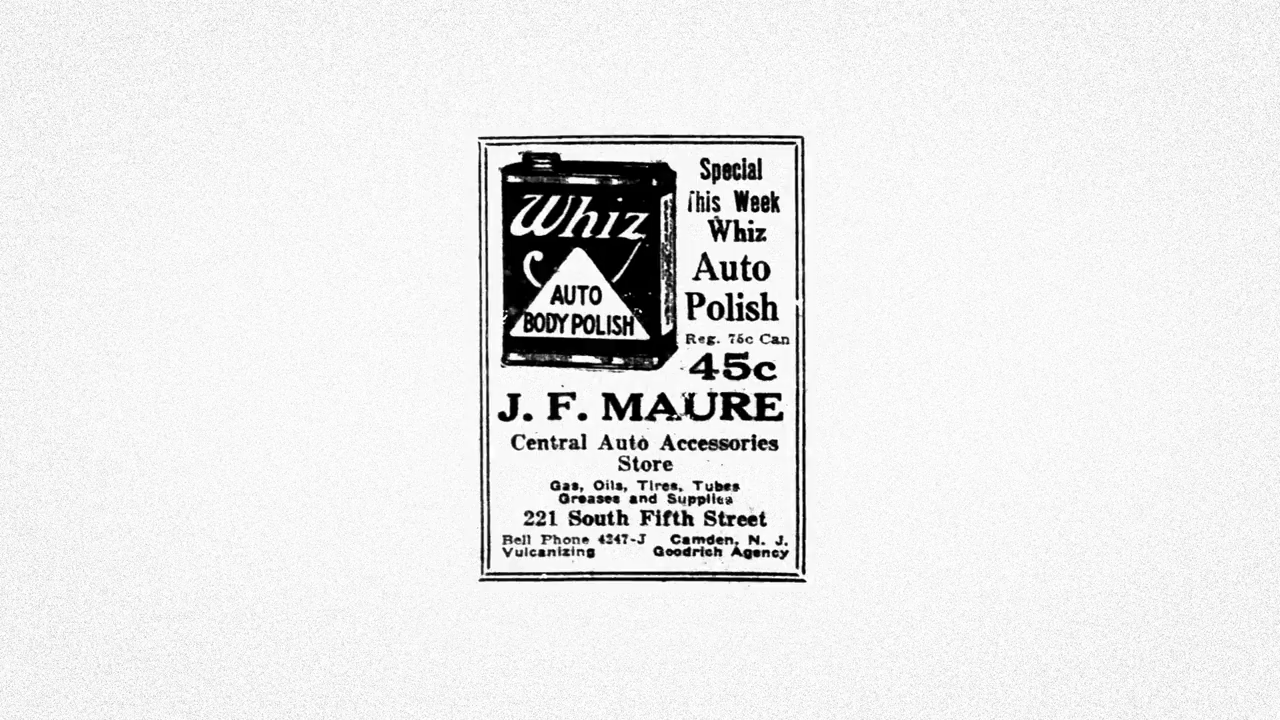 Whiz
AUTO
BODY POLISH
Special
This Week
Whiz
Auto
Polish
Reg. 75c Can
45c
J. F. MAURE
Central Auto Accessories
Store
Gas, Oils, Tires, Tubes
Greases and Supplies
221 South Fifth Street
Bell Phone 4247-J Camden, N. J.
Vulcanizing Goodrich Agency